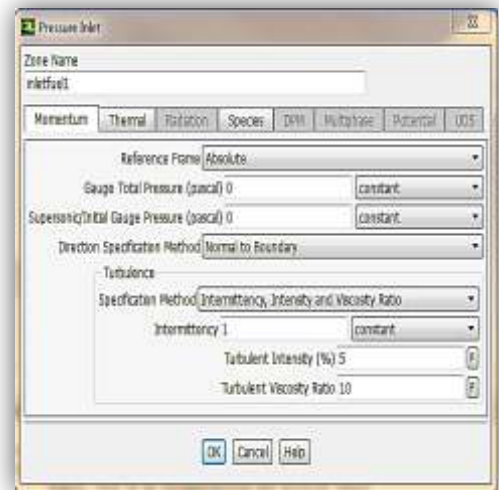 Pressure Inlet
Zone Name
inletfuel1
Momentum Thermal Radiation Species DPM Multiphase Potential UDS
Reference Frame Absolute
Gauge Total Pressure (pascal) 0 constant
Supersonic/Initial Gauge Pressure (pascal) 0 constant
Direction Specification Method Normal to Boundary
Turbulence
Specification Method Intermittency, Intensity and Viscosity Ratio
Intermittency 1 constant
Turbulent Intensity (%) 5 P
Turbulent Viscosity Ratio 10 P
OK Cancel Help